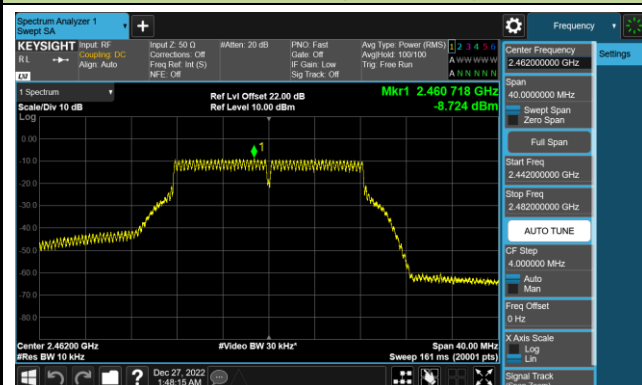 Spectrum Analyzer 1
Swept SA
Frequency
KEYSIGHT
RL
LXI
Input: RF
Coupling: DC
Align: Auto
Input Z: 50 Ω
Corrections: Off
Freq Ref: Int (S)
NFE: Off
#Atten: 20 dB
PNO: Fast
Gate: Off
IF Gain: Low
Sig Track: Off
Avg Type: Power (RMS)
Avg|Hold: 100/100
Trig: Free Run
1 2 3 4 5 6
A W W W W W
A N N N N N
1 Spectrum
Scale/Div 10 dB
Log
Ref Lvl Offset 22.00 dB
Ref Level 10.00 dBm
Mkr1 2.460 718 GHz
-8.724 dBm
0.00
-10.0
-20.0
-30.0
-40.0
-50.0
-60.0
-70.0
-80.0
1
Center 2.46200 GHz
#Res BW 10 kHz
#Video BW 30 kHz*
Span 40.00 MHz
Sweep 161 ms (20001 pts)
Dec 27, 2022
1:48:15 AM
Center Frequency
2.462000000 GHz
Settings
Span
40.0000000 MHz
Swept Span
Zero Span
Full Span
Start Freq
2.442000000 GHz
Stop Freq
2.482000000 GHz
AUTO TUNE
CF Step
4.000000 MHz
Auto
Man
Freq Offset
0 Hz
X Axis Scale
Log
Lin
Signal Track
(Span Zoom)